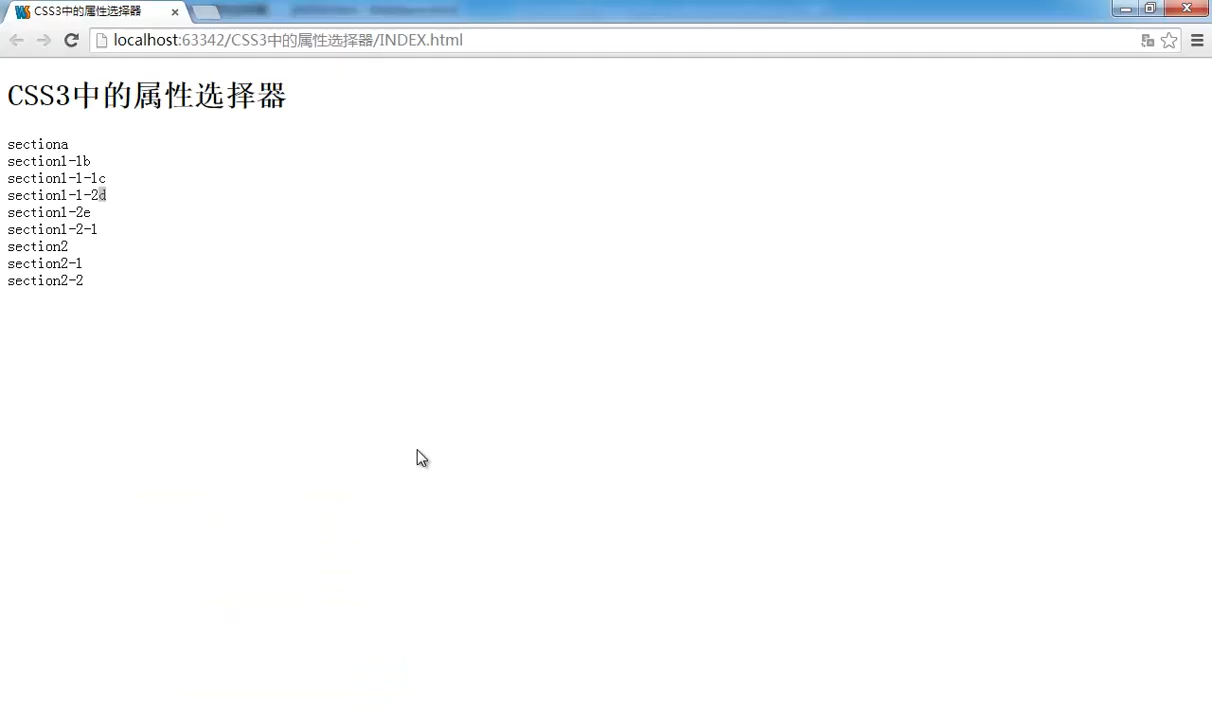 CSS3中的属性选择器
localhost:63342/CSS3中的属性选择器/INDEX.html
CSS3中的属性选择器
sectiona
section1-1b
section1-1-1c
section1-1-2d
section1-2e
section1-2-1
section2
section2-1
section2-2